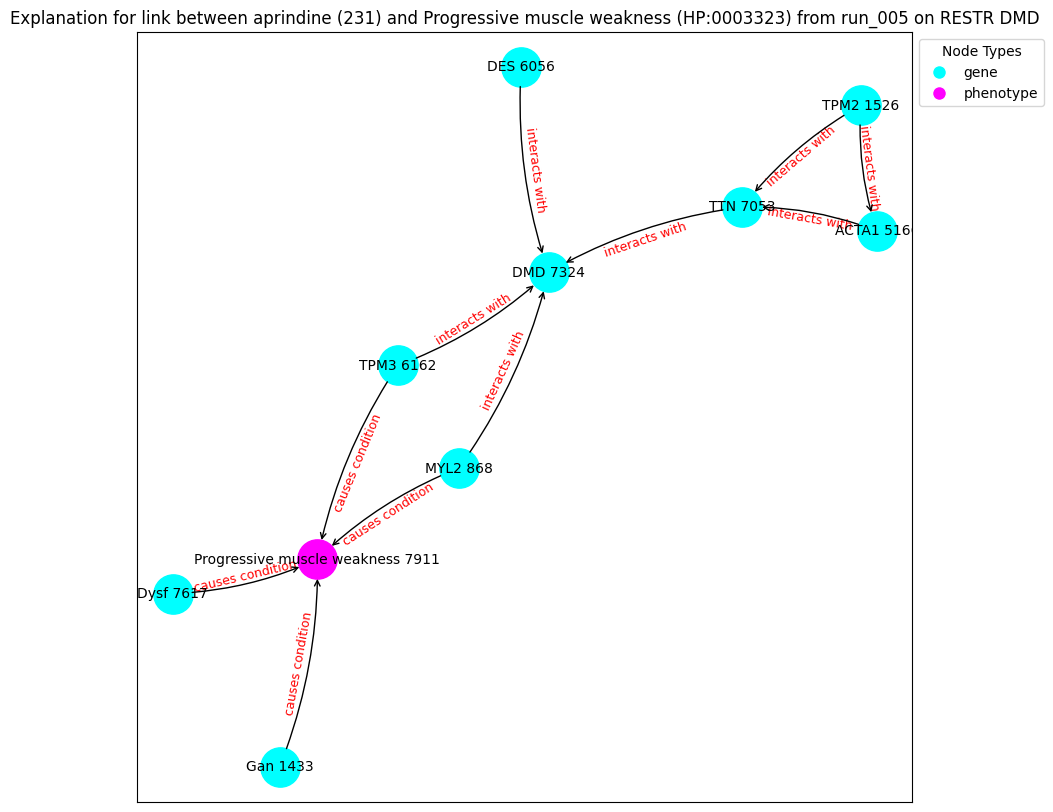 Explanation for link between aprindine (231) and Progressive muscle weakness (HP:0003323) from run_005 on RESTR DMD
Node Types
gene
phenotype
DES 6056
TPM2 1526
interacts with
interacts with
interacts with
TTN 7053
interacts with
ACTA1 516
interacts with
DMD 7324
interacts with
interacts with
TPM3 6162
causes condition
MYL2 868
causes condition
Progressive muscle weakness 7911
causes condition
Dysf 7617
causes condition
Gan 1433